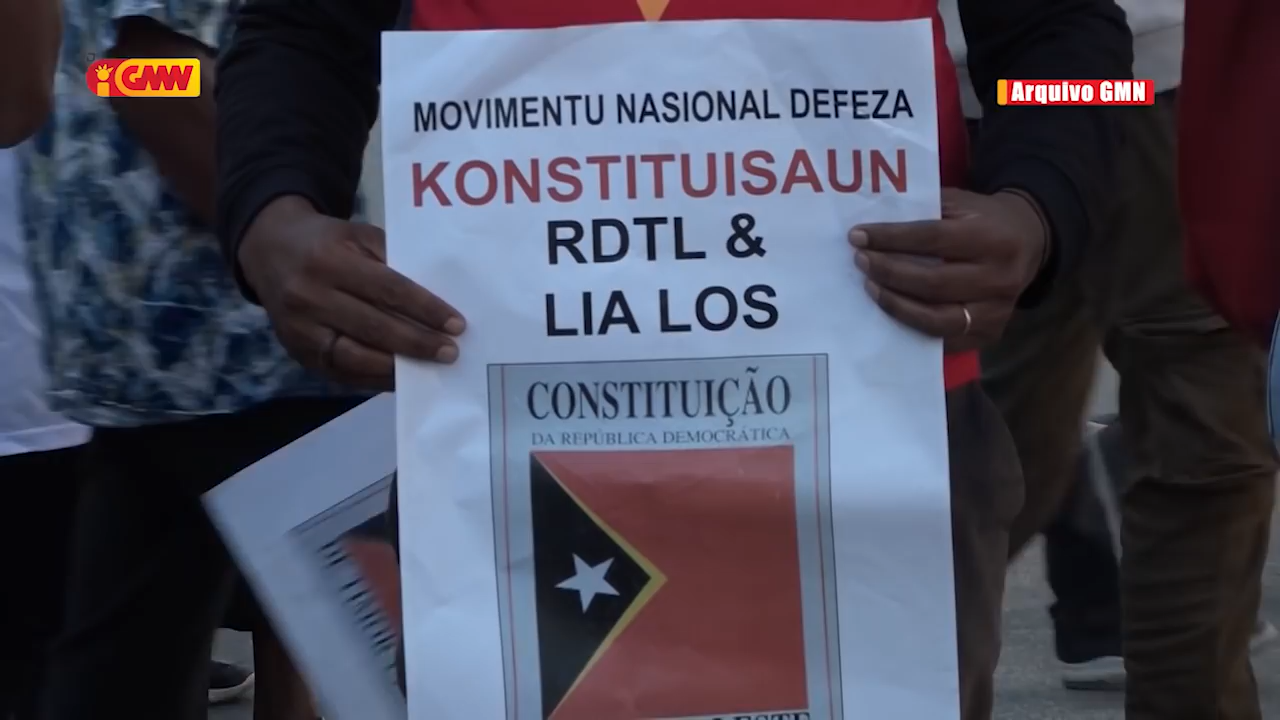 GMN
Arquivo GMN
MOVIMENTU NASIONAL DEFEZA
KONSTITUISAUN
RDTL &
LIA LOS
CONSTITUIÇÃO
DA REPÚBLICA DEMOCRÁTICA